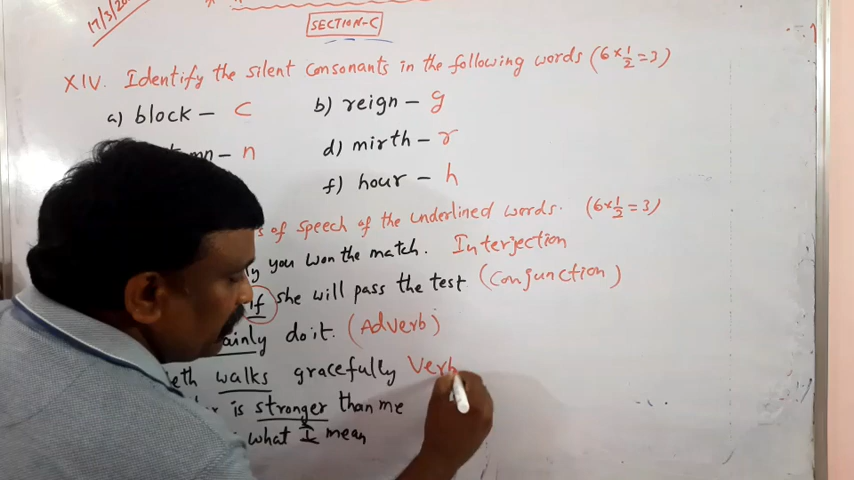 17/3/20
SECTION-C
XIV. Identify the silent consonants in the following words (6×½=3)
a) block – c b) reign – g
mn – n d) mirth – r
f) hour – h
of speech of the underlined words. (6×½=3)
you won the match. Interjection
If she will pass the test (Conjunction)
ainly do it. (Adverb)
eth walks gracefully Verb
is stronger than me
what I mean